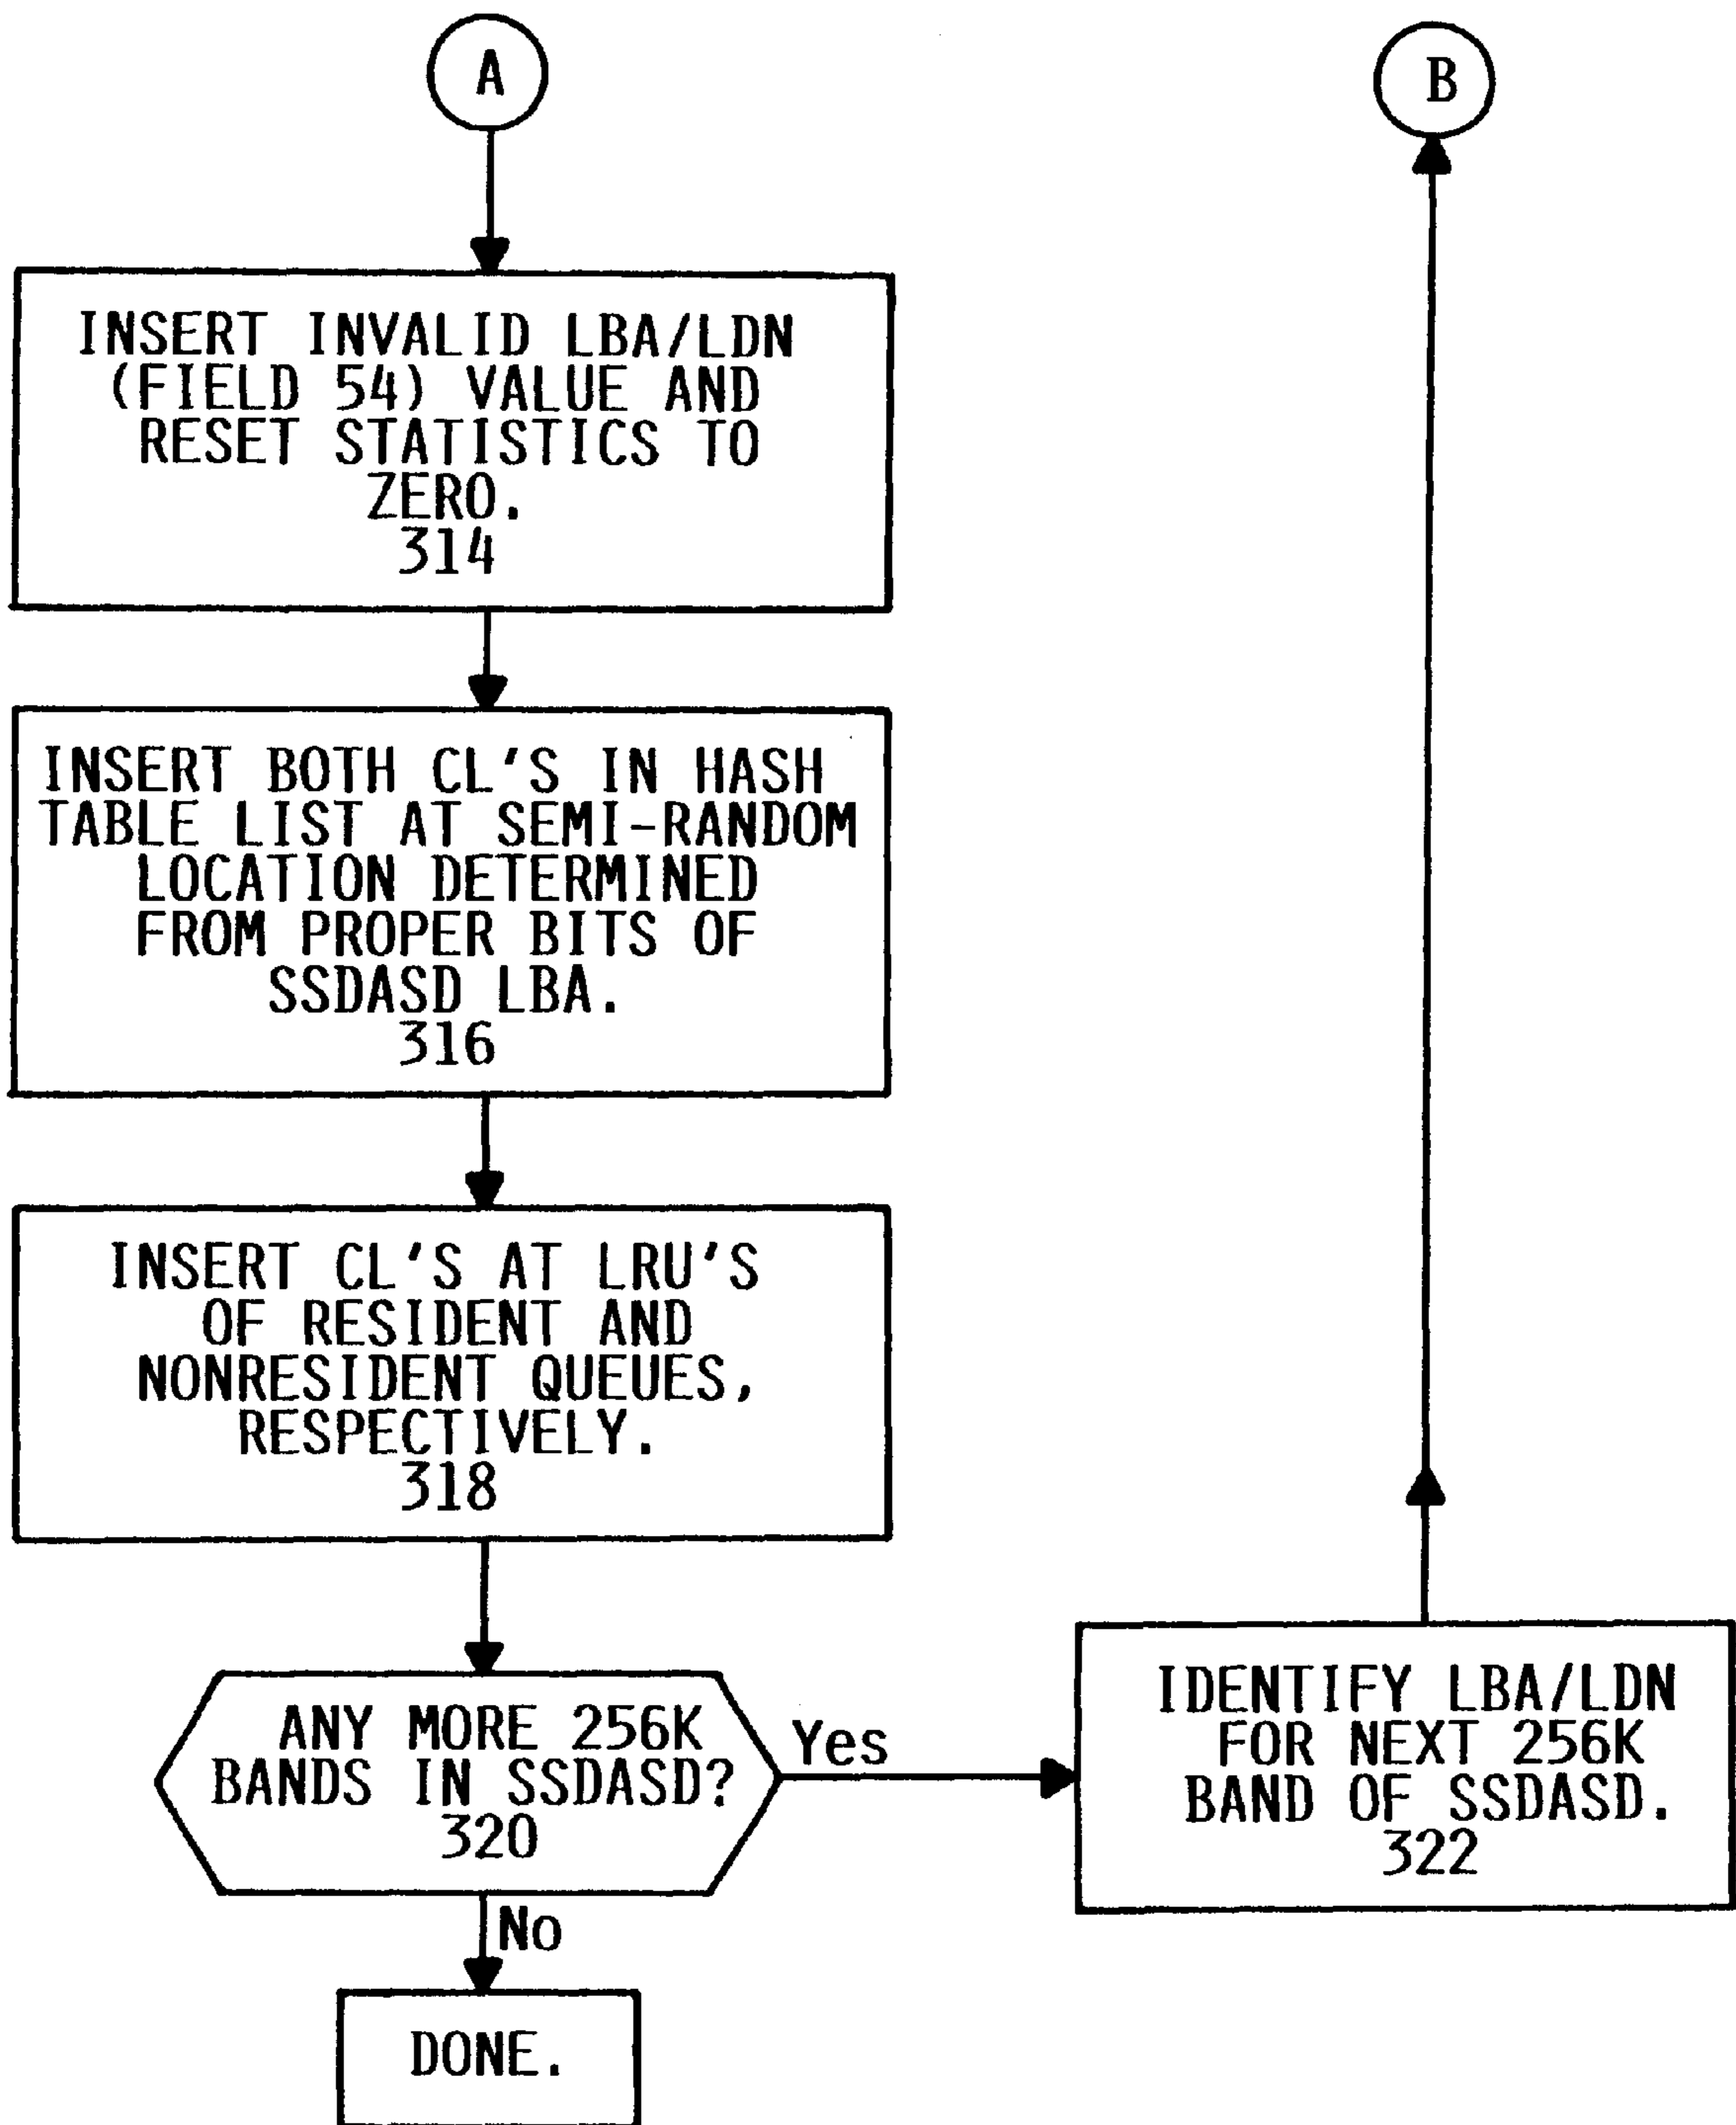 A
B
INSERT INVALID LBA/LDN
(FIELD 54) VALUE AND
RESET STATISTICS TO
ZERO.
314
INSERT BOTH CL'S IN HASH
TABLE LIST AT SEMI-RANDOM
LOCATION DETERMINED
FROM PROPER BITS OF
SSDASD LBA.
316
INSERT CL'S AT LRU'S
OF RESIDENT AND
NONRESIDENT QUEUES,
RESPECTIVELY.
318
ANY MORE 256K
BANDS IN SSDASD?
320
Yes
IDENTIFY LBA/LDN
FOR NEXT 256K
BAND OF SSDASD.
322
No
DONE.